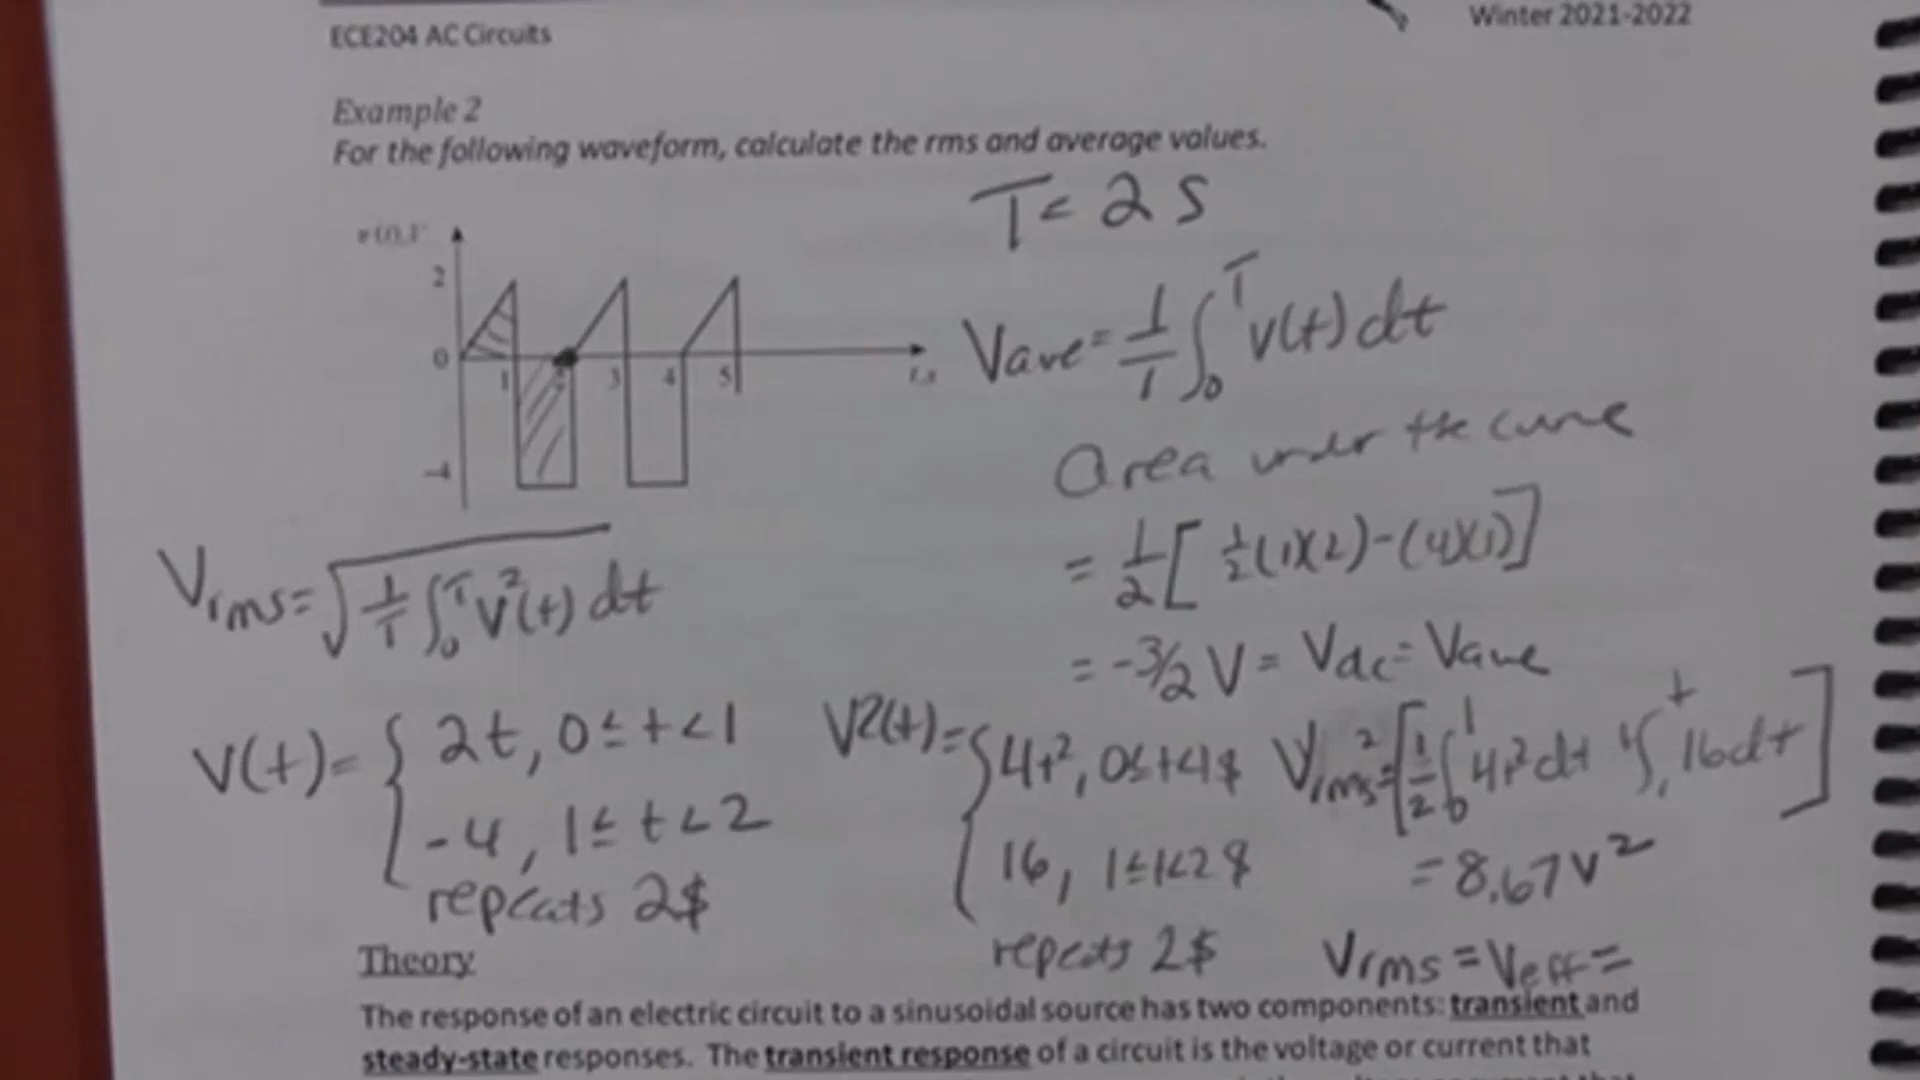 ECE204 AC Circuits
Winter 2021-2022
Example 2
For the following waveform, calculate the rms and average values.
T = 2 s
v(t), V
2
0
-4
1 2 3 4 5
t, s
Vave = 1/T ∫₀ᵀ v(t) dt
Area under the curve
= 1/2 [ 1/2 (1)(2) - (4)(1) ]
= -3/2 V = Vdc = Vave
Vrms = √(1/T ∫₀ᵀ v²(t) dt)
V(t) = { 2t, 0 ≤ t < 1
-4, 1 ≤ t < 2
repeats 2$
V2(t) = { 4t², 0 ≤ t < 1$
16, 1 ≤ t < 2$
repeats 2$
Vrms² = [ 1/2 ∫₀¹ 4t² dt + ∫₁ 16 dt ]
= 8.67 V²
Vrms = Veff =
Theory
The response of an electric circuit to a sinusoidal source has two components: transient and
steady-state responses. The transient response of a circuit is the voltage or current that